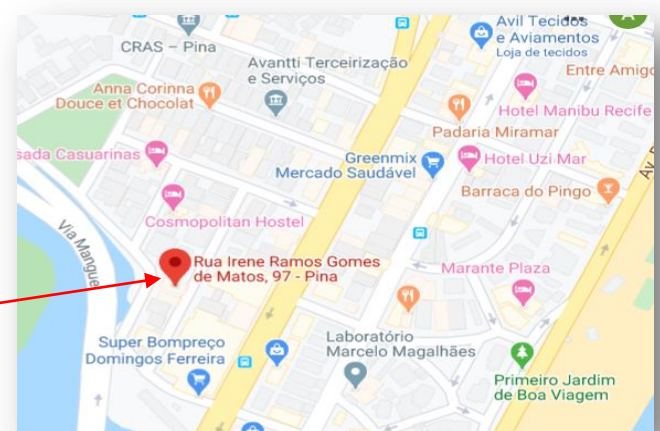 CRAS – Pina
Avil Tecidos
e Aviamentos
Loja de tecidos
Avantti Terceirização
e Serviços
Entre Amigo
Anna Corinna
Douce et Chocolat
Hotel Manibu Recife
Padaria Miramar
sada Casuarinas
Greenmix
Mercado Saudável
Hotel Uzi Mar
Barraca do Pingo
Av.
Cosmopolitan Hostel
Via Mangue
Rua Irene Ramos Gomes
de Matos, 97 - Pina
Marante Plaza
Super Bompreço
Domingos Ferreira
Laboratório
Marcelo Magalhães
Primeiro Jardim
de Boa Viagem